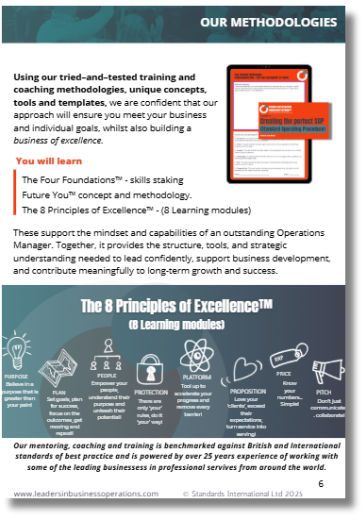 OUR METHODOLOGIES
Using our tried–and–tested training and
coaching methodologies, unique concepts,
tools and templates, we are confident that our
approach will ensure you meet your business
and individual goals, whilst also building a
business of excellence.
Creating the perfect SOP
(Standard Operating Procedure)
You will learn
The Four Foundations™ - skills staking
Future You™ concept and methodology.
The 8 Principles of Excellence™ - (8 Learning modules)
These support the mindset and capabilities of an outstanding Operations
Manager. Together, it provides the structure, tools, and strategic
understanding needed to lead confidently, support business development,
and contribute meaningfully to long-term growth and success.
The 8 Principles of Excellence™
(8 Learning modules)
PURPOSE
Believe in a
purpose that is
greater than
your pain!
PLAN
Set goals, plan
for success,
focus on the
outcomes, get
moving and
repeat!
PEOPLE
Empower your
people,
understand their
purpose and
unleash their
potential!
PROTECTION
There are
only 'your'
rules, do it
'your' way!
PLATFORM
Tool up to
accelerate your
progress and
remove every
barrier!
PROPOSITION
Love your
'clients', exceed
their
expectations,
turn service into
serving!
PRICE
Know
your
numbers...
Simples!
PITCH
Don't just
communicate
..collaborate!
Our mentoring, coaching and training is benchmarked against British and International
standards of best practice and is powered by over 25 years experience of working with
some of the leading businessess in professional servives from around the world.
6
www.leadersinbusinessoperations.com © Standards International Ltd 2025